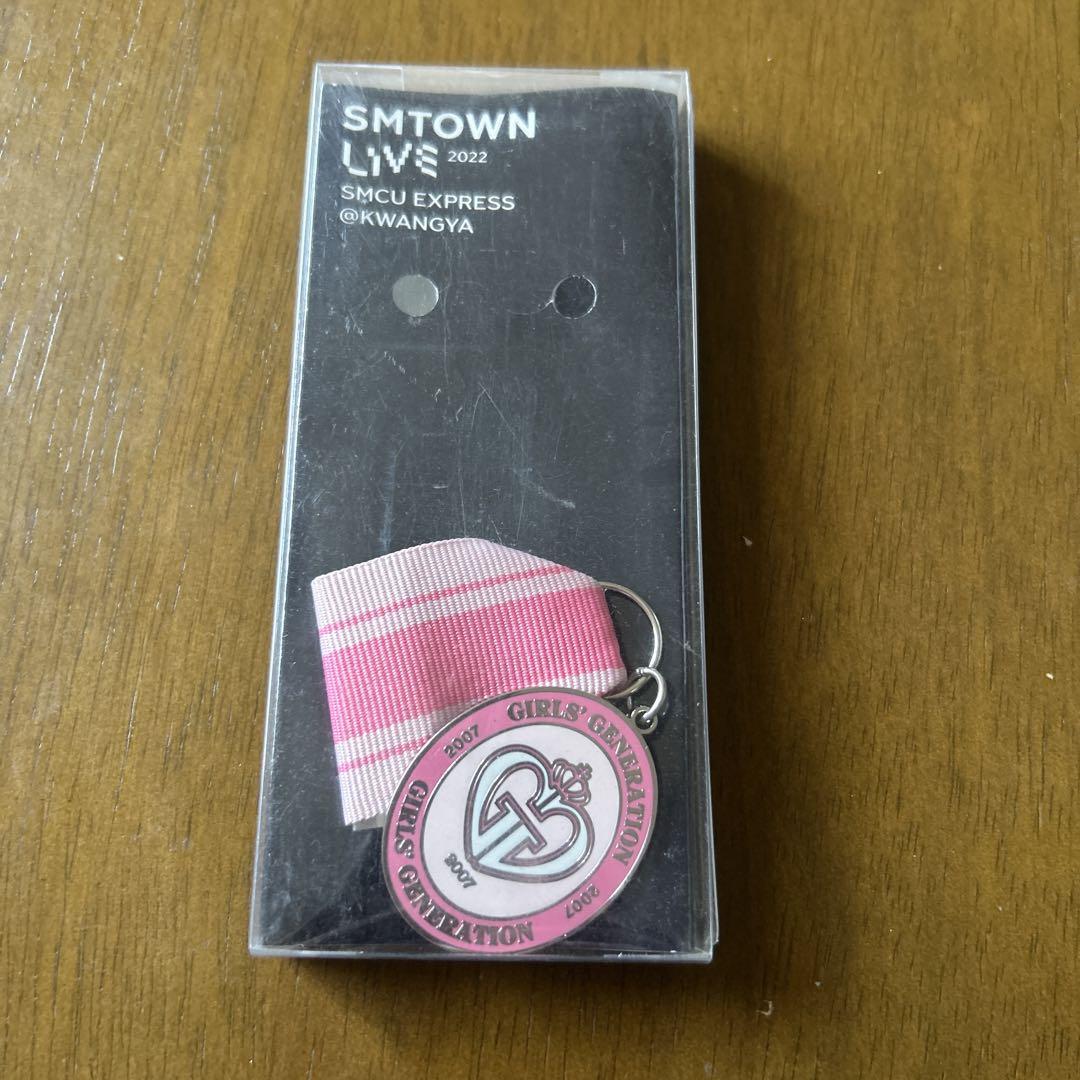 SMTOWN
LIVE 2022
SMCU EXPRESS
@KWANGYA
2007 GIRLS' GENERATION
2007 GIRLS' GENERATION
2007